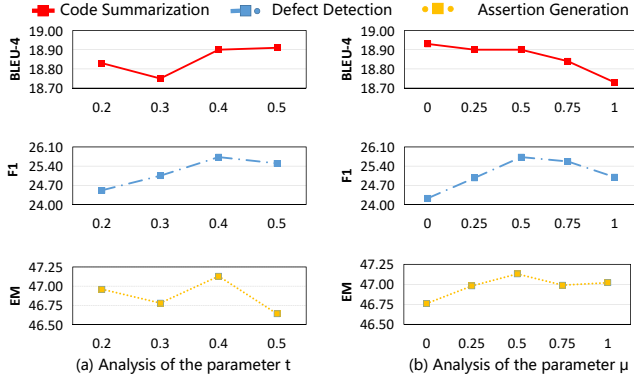 Code Summarization Defect Detection Assertion Generation
BLEU-4
19.00
18.90
18.80
18.70
0.2 0.3 0.4 0.5
BLEU-4
19.00
18.90
18.80
18.70
0 0.25 0.5 0.75 1
F1
26.10
25.40
24.70
24.00
0.2 0.3 0.4 0.5
F1
26.10
25.40
24.70
24.00
0 0.25 0.5 0.75 1
EM
47.25
47.00
46.75
46.50
0.2 0.3 0.4 0.5
EM
47.25
47.00
46.75
46.50
0 0.25 0.5 0.75 1
(a) Analysis of the parameter t
(b) Analysis of the parameter μ